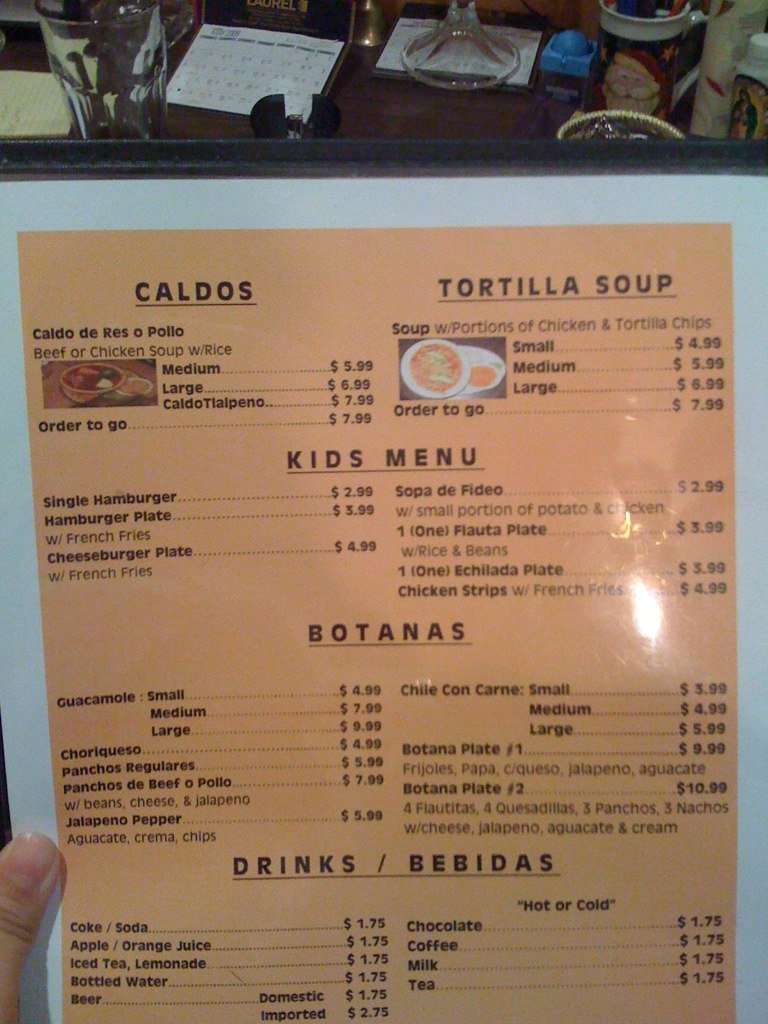 LAUREL
CALDOS
Caldo de Res o Pollo
Beef or Chicken Soup w/Rice
Medium $ 5.99
Large $ 6.99
CaldoTlalpeno $ 7.99
Order to go $ 7.99
TORTILLA SOUP
Soup w/Portions of Chicken & Tortilla Chips
Small $ 4.99
Medium $ 5.99
Large $ 6.99
Order to go $ 7.99
KIDS MENU
Single Hamburger $ 2.99
Hamburger Plate $ 3.99
w/ French Fries
Cheeseburger Plate $ 4.99
w/ French Fries
Sopa de Fideo $ 2.99
w/ small portion of potato & chicken
1 (One) Flauta Plate $ 3.99
w/Rice & Beans
1 (One) Echilada Plate $ 3.99
Chicken Strips w/ French Fries $ 4.99
BOTANAS
Guacamole : Small $ 4.99
Medium $ 7.99
Large $ 9.99
Choriqueso $ 4.99
Panchos Regulares $ 5.99
Panchos de Beef o Pollo $ 7.99
w/ beans, cheese, & jalapeno
Jalapeno Pepper $ 5.99
Aguacate, crema, chips
Chile Con Carne: Small $ 3.99
Medium $ 4.99
Large $ 5.99
Botana Plate #1 $ 9.99
Frijoles, Papa, c/queso, jalapeno, aguacate
Botana Plate #2 $10.99
4 Flautitas, 4 Quesadillas, 3 Panchos, 3 Nachos
w/cheese, jalapeno, aguacate & cream
DRINKS / BEBIDAS
Coke / Soda $ 1.75
Apple / Orange Juice $ 1.75
Iced Tea, Lemonade $ 1.75
Bottled Water $ 1.75
Beer Domestic $ 1.75
Imported $ 2.75
"Hot or Cold"
Chocolate $ 1.75
Coffee $ 1.75
Milk $ 1.75
Tea $ 1.75